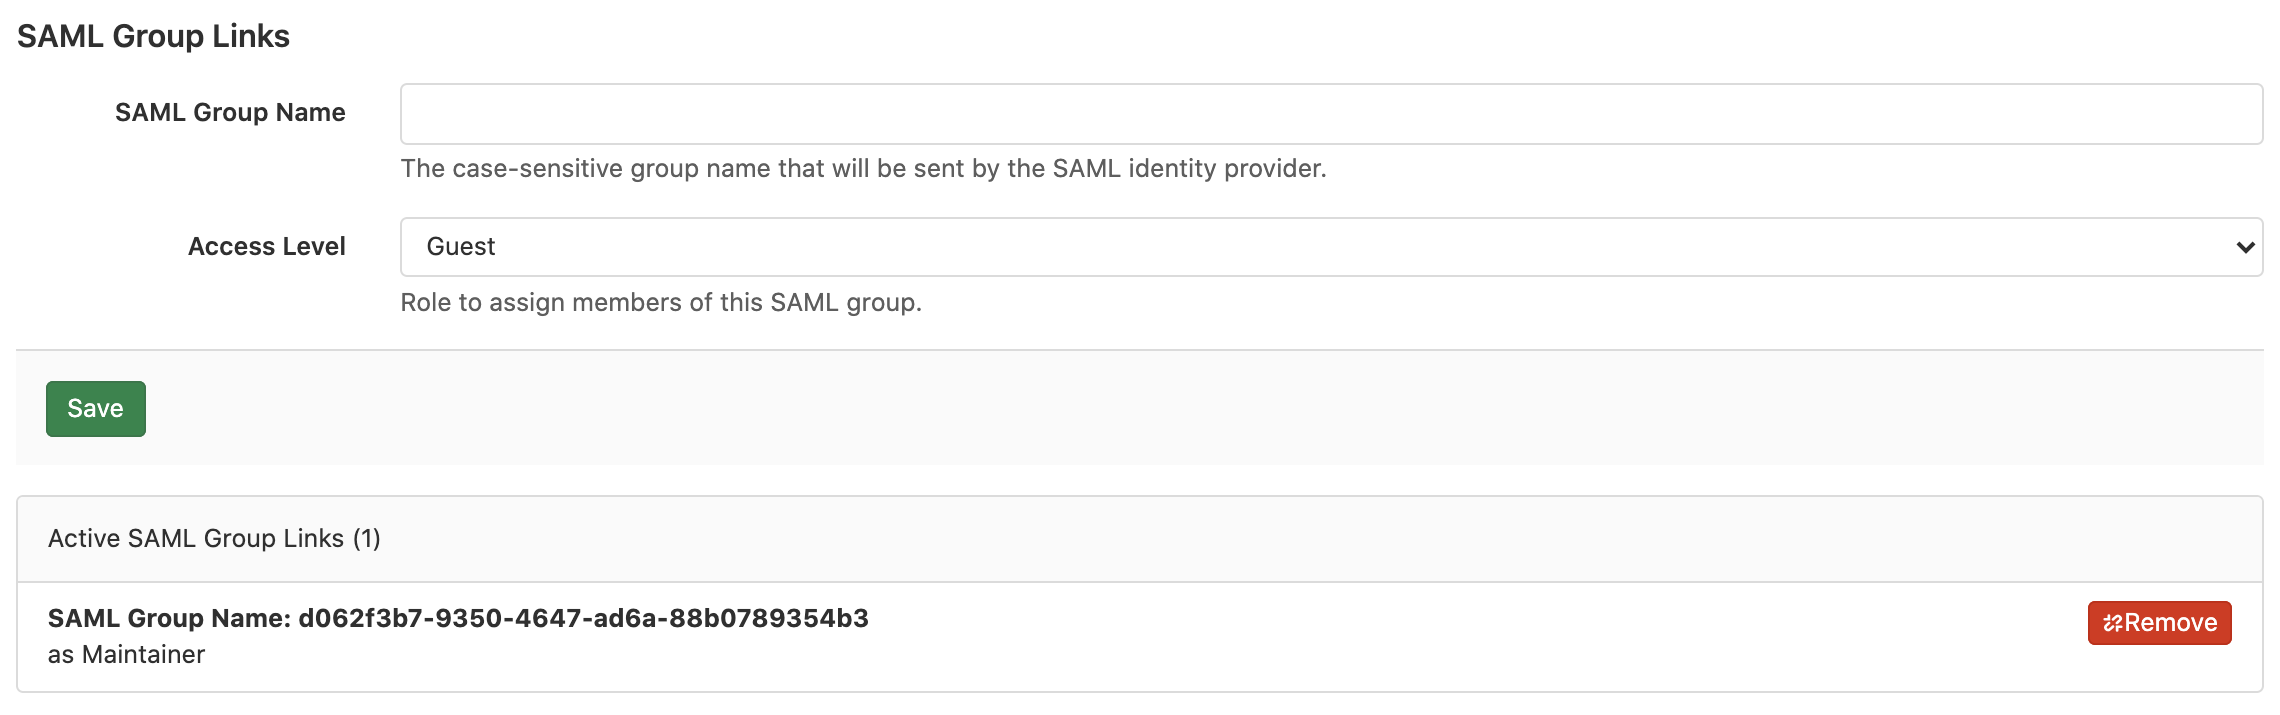 SAML Group Links
SAML Group Name
The case-sensitive group name that will be sent by the SAML identity provider.
Access Level
Guest
Role to assign members of this SAML group.
Save
Active SAML Group Links (1)
SAML Group Name: d062f3b7-9350-4647-ad6a-88b0789354b3
as Maintainer
Remove